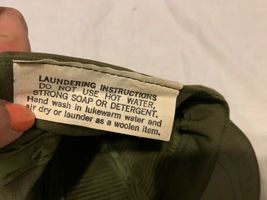 LAUNDERING INSTRUCTIONS
DO NOT USE HOT WATER,
STRONG SOAP OR DETERGENT.
Hand wash in lukewarm water and
air dry or launder as a woolen item.